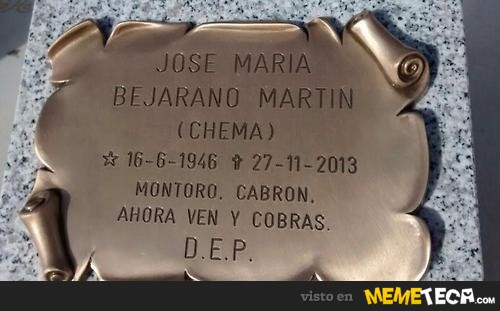 JOSE MARIA
BEJARANO MARTIN
(CHEMA)
☆ 16-6-1946 ✝ 27-11-2013
MONTORO, CABRON,
AHORA VEN Y COBRAS.
D.E.P.
visto en MEMETECA.COM